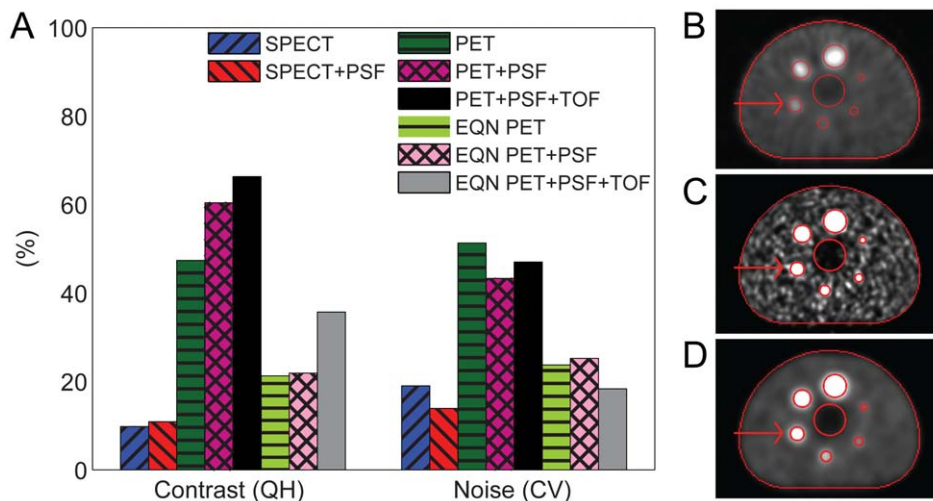 A
100
80
60
40
20
0
(%)
SPECT
SPECT+PSF
PET
PET+PSF
PET+PSF+TOF
EQN PET
EQN PET+PSF
EQN PET+PSF+TOF
Contrast (QH)
Noise (CV)
B
C
D